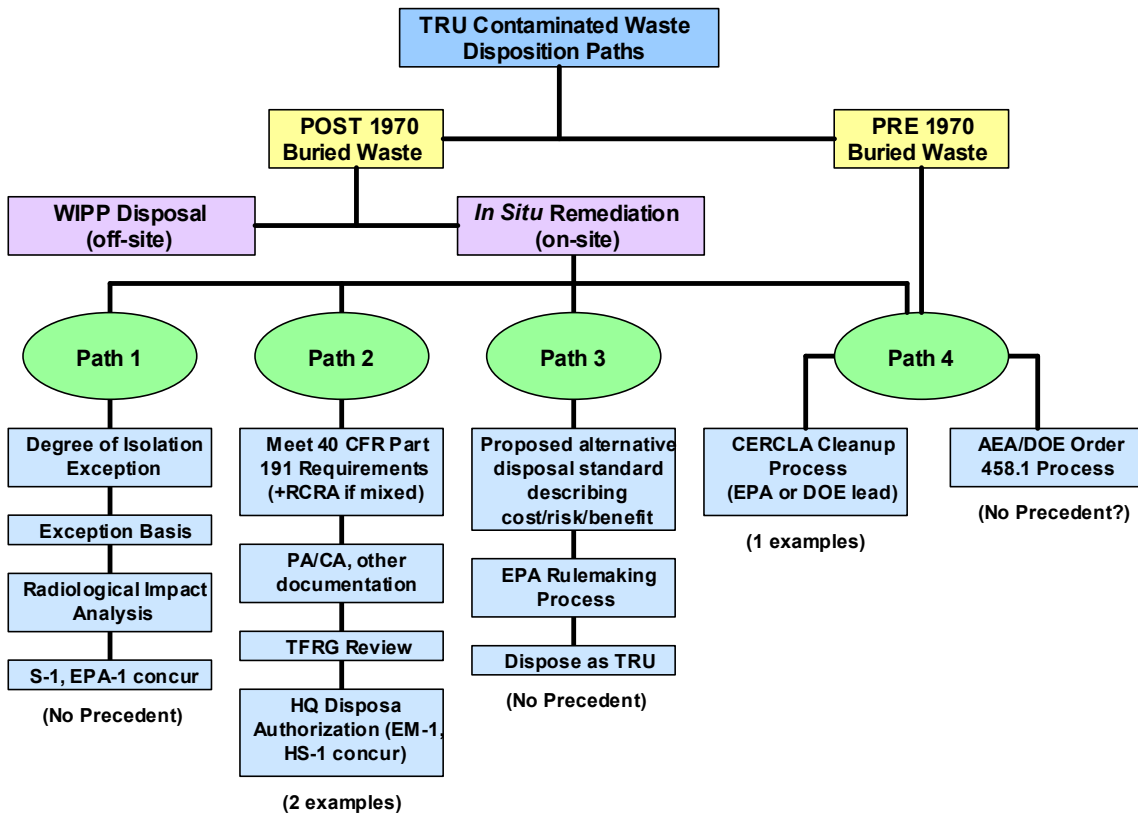 TRU Contaminated Waste
Disposition Paths
POST 1970
Buried Waste
PRE 1970
Buried Waste
WIPP Disposal
(off-site)
In Situ Remediation
(on-site)
Path 1
Path 2
Path 3
Path 4
Degree of Isolation
Exception
Exception Basis
Radiological Impact
Analysis
S-1, EPA-1 concur
(No Precedent)
Meet 40 CFR Part
191 Requirements
(+RCRA if mixed)
PA/CA, other
documentation
TFRG Review
HQ Disposa
Authorization (EM-1,
HS-1 concur)
(2 examples)
Proposed alternative
disposal standard
describing
cost/risk/benefit
EPA Rulemaking
Process
Dispose as TRU
(No Precedent)
CERCLA Cleanup
Process
(EPA or DOE lead)
(1 examples)
AEA/DOE Order
458.1 Process
(No Precedent?)